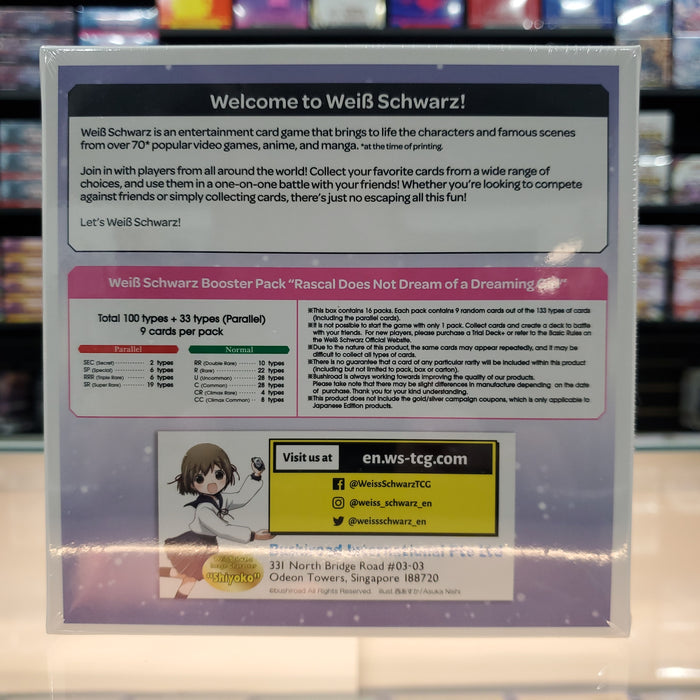 Welcome to Weiß Schwarz!
Weiß Schwarz is an entertainment card game that brings to life the characters and famous scenes
from over 70* popular video games, anime, and manga. *at the time of printing.
Join in with players from all around the world! Collect your favorite cards from a wide range of
choices, and use them in a one-on-one battle with your friends! Whether you're looking to compete
against friends or simply collecting cards, there's just no escaping all this fun!
Let's Weiß Schwarz!
Weiß Schwarz Booster Pack "Rascal Does Not Dream of a Dreaming Girl"
Total 100 types + 33 types (Parallel)
9 cards per pack
Parallel
SEC (Secret) 2 types
SP (Special) 6 types
RRR (Triple Rare) 6 types
SR (Super Rare) 19 types
Normal
RR (Double Rare) 10 types
R (Rare) 22 types
U (Uncommon) 28 types
C (Common) 28 types
CR (Climax Rare) 4 types
CC (Climax Common) 8 types
※This box contains 16 packs. Each pack contains 9 random cards out of the 133 types of cards
(including the parallel cards).
※It is not possible to start the game with only 1 pack. Collect cards and create a deck to battle
with your friends. For new players, please purchase a Trial Deck+ or refer to the Basic Rules on
the Weiß Schwarz Official Website.
※Due to the nature of this product, the same cards may appear repeatedly, and it may be
difficult to collect all types of cards.
※There is no guarantee that a card of any particular rarity will be included within this product
(including but not limited to pack, box or carton).
※Bushiroad is always working towards improving the quality of our products.
Please take note that there may be slight differences in manufacture depending on the date
of purchase. Thank you for your kind understanding.
※This product does not include the gold/silver campaign coupons, which is only applicable to
Japanese Edition products.
Visit us at en.ws-tcg.com
@WeissSchwarzTCG
@weiss_schwarz_en
@weissschwarz_en
"Shiyoko"
Bushiroad International Pte Ltd
331 North Bridge Road #03-03
Odeon Towers, Singapore 188720
©bushiroad All Rights Reserved. illust. 西あすか/Asuka Nishi